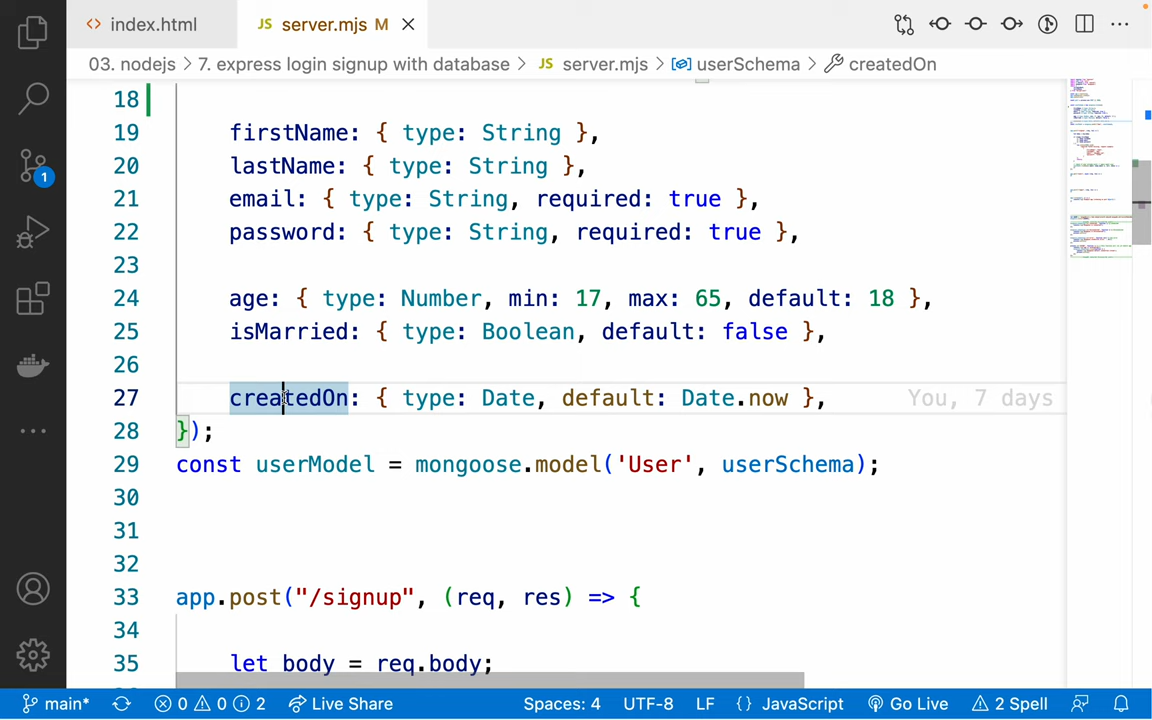 index.html
JS server.mjs M
03. nodejs > 7. express login signup with database > JS server.mjs > userSchema > createdOn
18
19 firstName: { type: String },
20 lastName: { type: String },
21 email: { type: String, required: true },
22 password: { type: String, required: true },
23
24 age: { type: Number, min: 17, max: 65, default: 18 },
25 isMarried: { type: Boolean, default: false },
26
27 createdOn: { type: Date, default: Date.now }, You, 7 days
28 });
29 const userModel = mongoose.model('User', userSchema);
30
31
32
33 app.post("/signup", (req, res) => {
34
35 let body = req.body;
1
main* 0 0 2 Live Share Spaces: 4 UTF-8 LF {} JavaScript Go Live 2 Spell